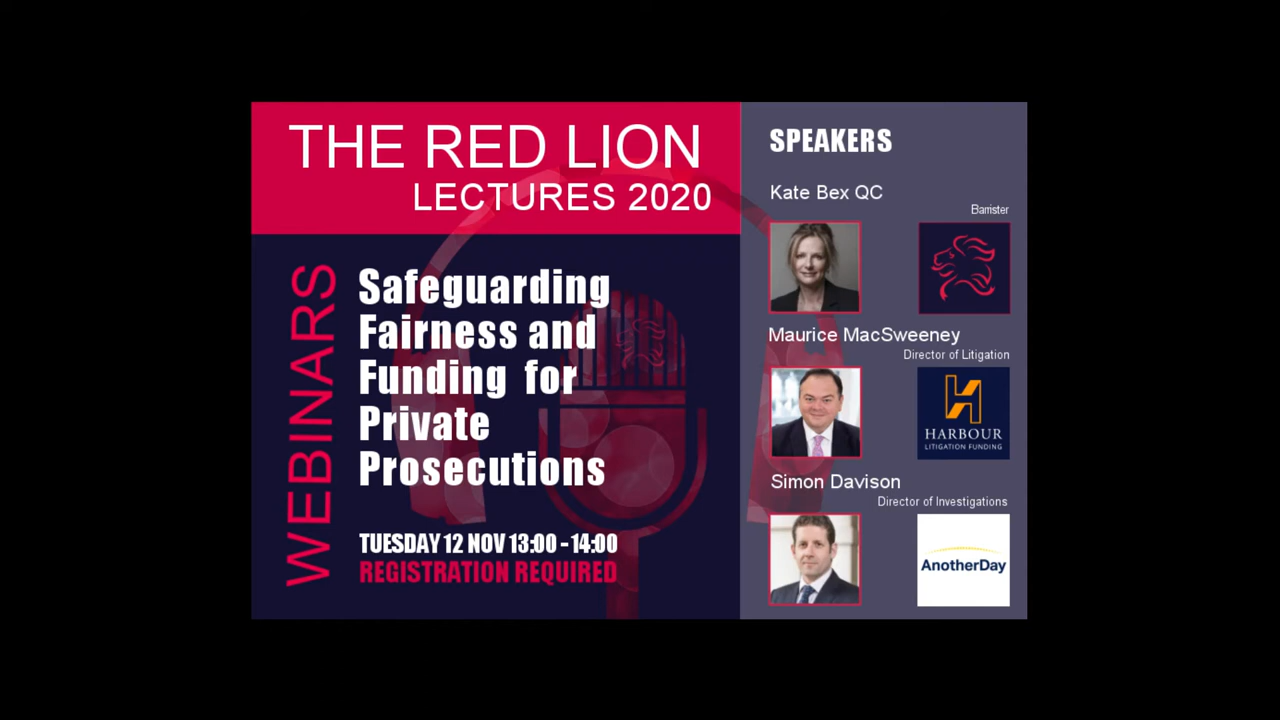 THE RED LION
LECTURES 2020
WEBINARS
Safeguarding
Fairness and
Funding for
Private
Prosecutions
TUESDAY 12 NOV 13:00 - 14:00
REGISTRATION REQUIRED
SPEAKERS
Kate Bex QC
Barrister
Maurice MacSweeney
Director of Litigation
HARBOUR
LITIGATION FUNDING
Simon Davison
Director of Investigations
AnotherDay